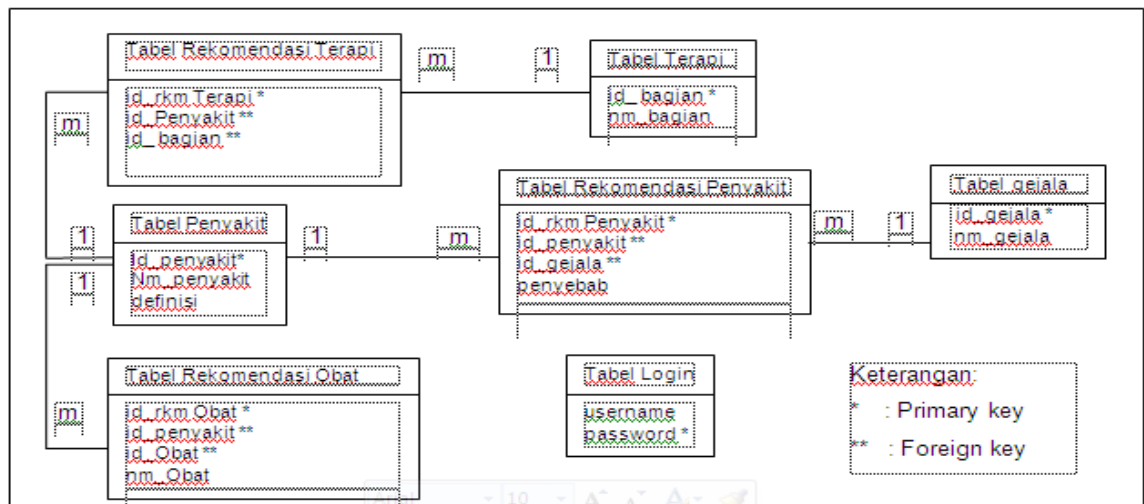 Tabel Rekomendasi Terapi
id_rkm Terapi *
id_Penyakit **
id_ bagian **
m
1
Tabel Terapi
id_ bagian *
nm_bagian
m
1
Tabel Penyakit
Id_penyakit*
Nm_penyakit
definisi
1
m
Tabel Rekomendasi Penyakit
id_rkm Penyakit *
id_penyakit **
id_gejala **
penyebab
m
1
Tabel gejala
id_gejala *
nm_gejala
1
m
Tabel Rekomendasi Obat
id_rkm Obat *
id_penyakit **
id_Obat **
nm_Obat
Tabel Login
username
password *
Keterangan:
* : Primary key
** : Foreign key
10